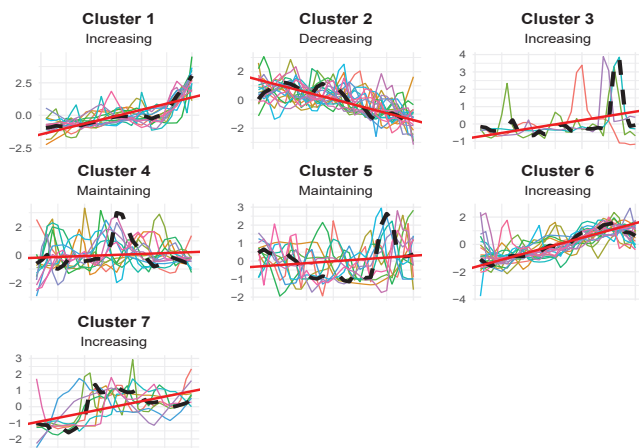 Cluster 1
Increasing
2.5
0.0
−2.5
Cluster 2
Decreasing
2
0
−2
Cluster 3
Increasing
4
3
2
1
0
−1
Cluster 4
Maintaining
2
0
−2
Cluster 5
Maintaining
3
2
1
0
−1
−2
Cluster 6
Increasing
2
0
−2
−4
Cluster 7
Increasing
3
2
1
0
−1
−2